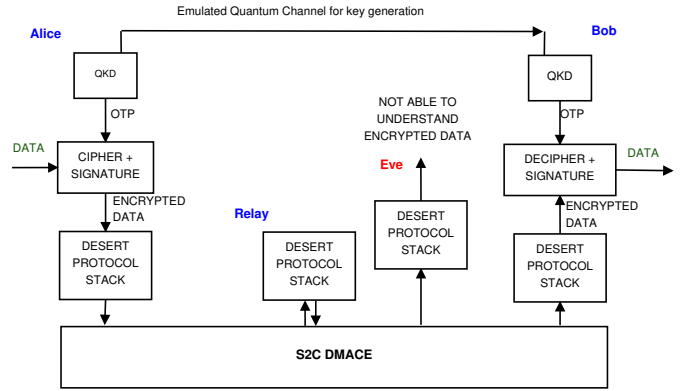 Emulated Quantum Channel for key generation
Alice
Bob
QKD
QKD
OTP
OTP
NOT ABLE TO
UNDERSTAND
ENCRYPTED DATA
DATA
CIPHER +
SIGNATURE
Eve
DECIPHER +
SIGNATURE
DATA
ENCRYPTED
DATA
ENCRYPTED
DATA
Relay
DESERT
PROTOCOL
STACK
DESERT
PROTOCOL
STACK
DESERT
PROTOCOL
STACK
DESERT
PROTOCOL
STACK
S2C DMACE